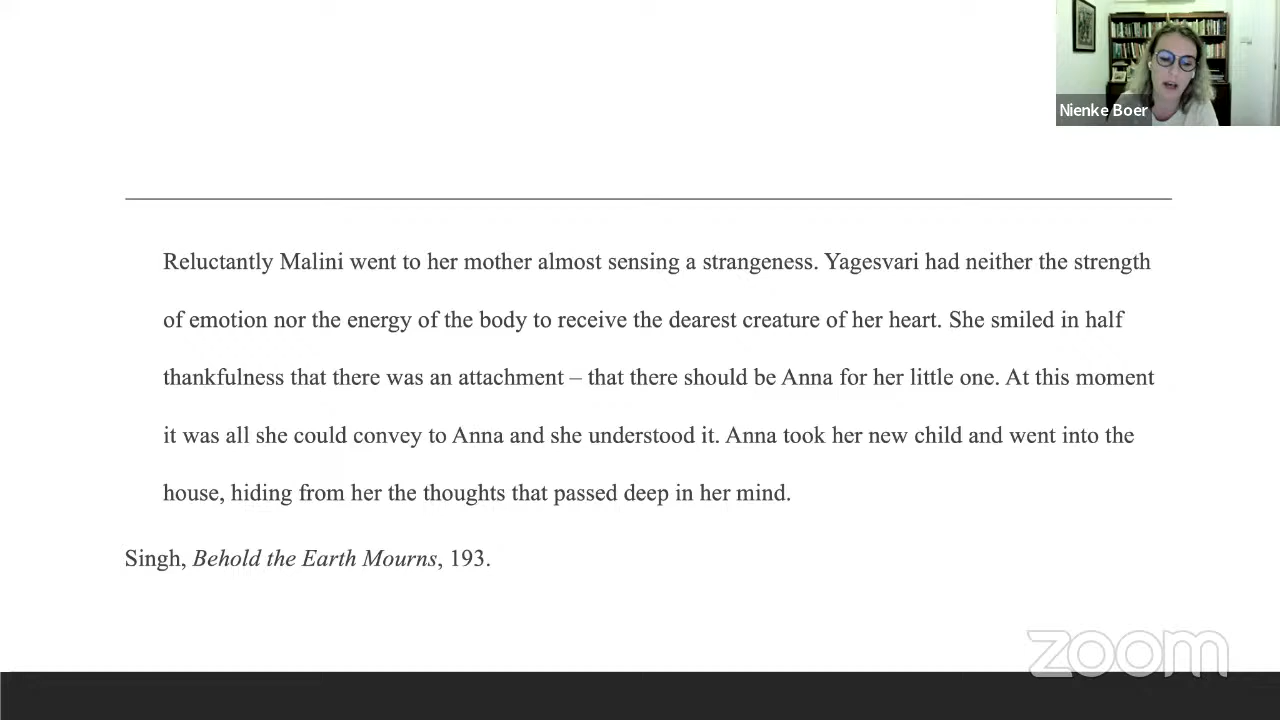 Nienke Boer
Reluctantly Malini went to her mother almost sensing a strangeness. Yagesvari had neither the strength
of emotion nor the energy of the body to receive the dearest creature of her heart. She smiled in half
thankfulness that there was an attachment – that there should be Anna for her little one. At this moment
it was all she could convey to Anna and she understood it. Anna took her new child and went into the
house, hiding from her the thoughts that passed deep in her mind.
Singh, Behold the Earth Mourns, 193.
zoom